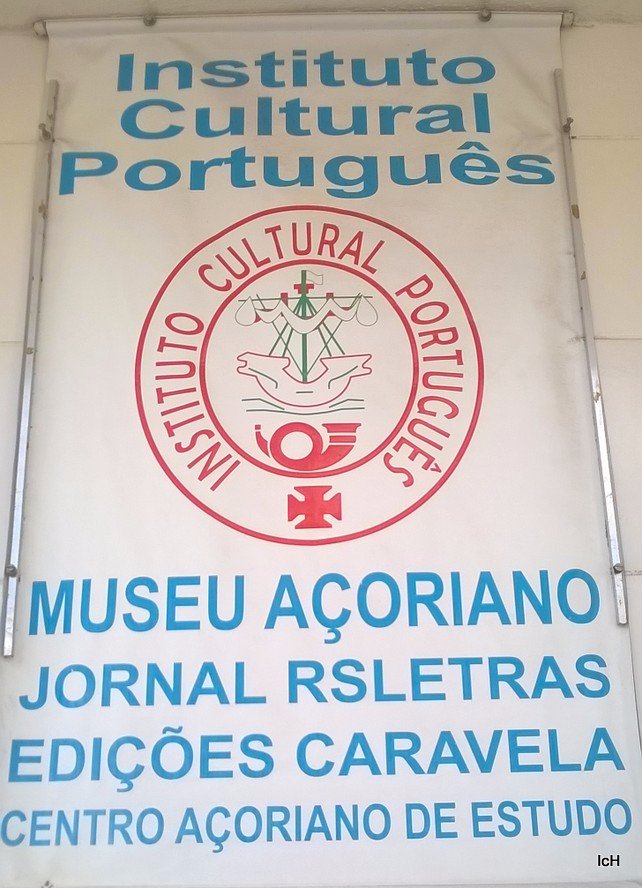 Instituto
Cultural
Português
INSTITUTO CULTURAL PORTUGUÊS
MUSEU AÇORIANO
JORNAL RSLETRAS
EDIÇÕES CARAVELA
CENTRO AÇORIANO DE ESTUDO
IcH